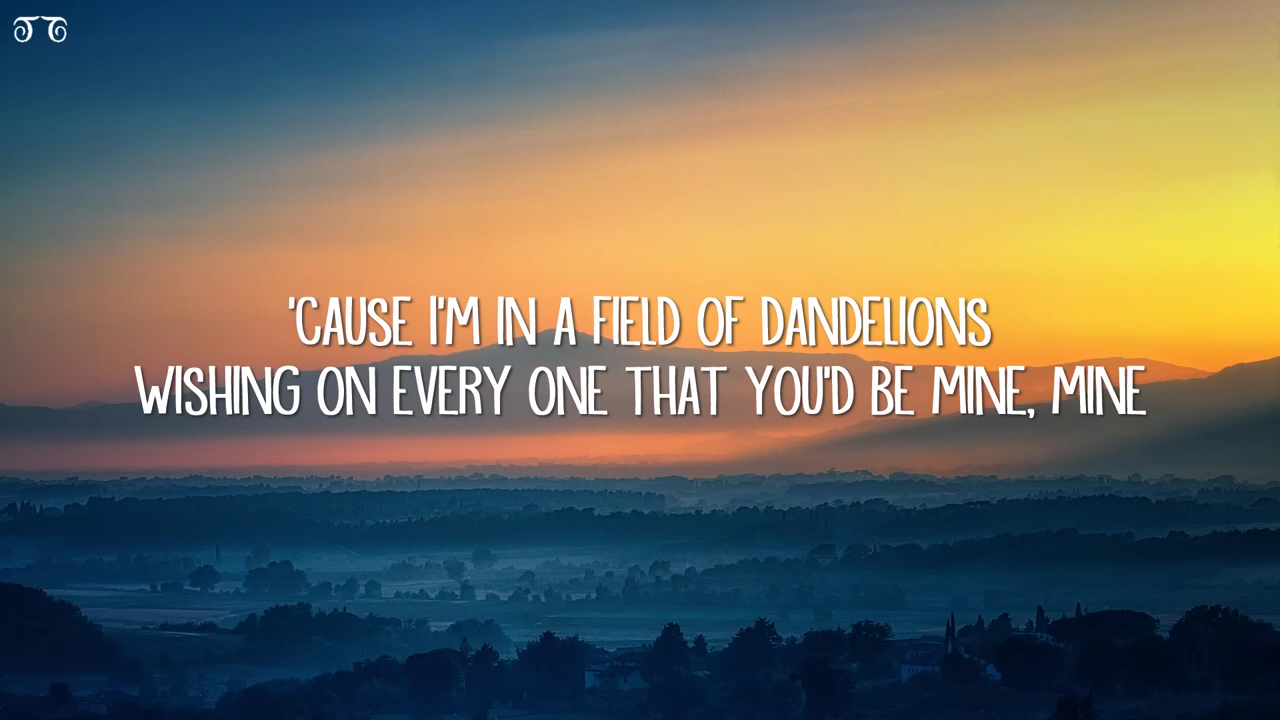 'CAUSE I'M IN A FIELD OF DANDELIONS
WISHING ON EVERY ONE THAT YOU'D BE MINE, MINE